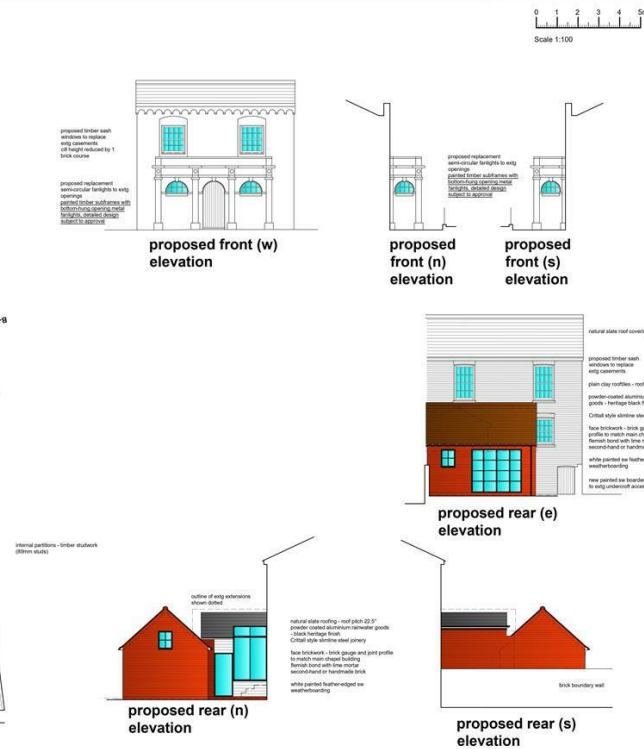 0 1 2 3 4 5m
Scale 1:100
proposed timber sash
windows to replace
extg casements
cill height reduced by 1
brick course
proposed replacement
semi-circular fanlights to extg
openings
painted timber subframes with
bottom-hung opening metal
fanlights, detailed design
subject to approval
proposed front (w)
elevation
proposed replacement
semi-circular fanlights to extg
openings
painted timber subframes with
bottom-hung opening metal
fanlights, detailed design
subject to approval
proposed
front (n)
elevation
proposed
front (s)
elevation
natural slate roof
proposed timber sash
windows to replace
extg casements
plain clay rooftiles -
powder-coated
goods - heritage black
Crittall style slimline
face brickwork - brick
profile to match main
flemish bond with lime
second-hand or
white painted sw
weatherboarding
new painted sw
to extg undercroft
proposed rear (e)
elevation
internal partitions - timber studwork
(89mm studs)
outline of extg extensions
shown dotted
natural slate roofing - roof pitch 22.5°
powder coated aluminium rainwater goods
- black heritage finish
Crittall style slimline steel joinery
face brickwork - brick gauge and joint profile
to match main chapel building
flemish bond with lime mortar
second-hand or handmade brick
white painted feather-edged sw
weatherboarding
proposed rear (n)
elevation
brick boundary wall
proposed rear (s)
elevation